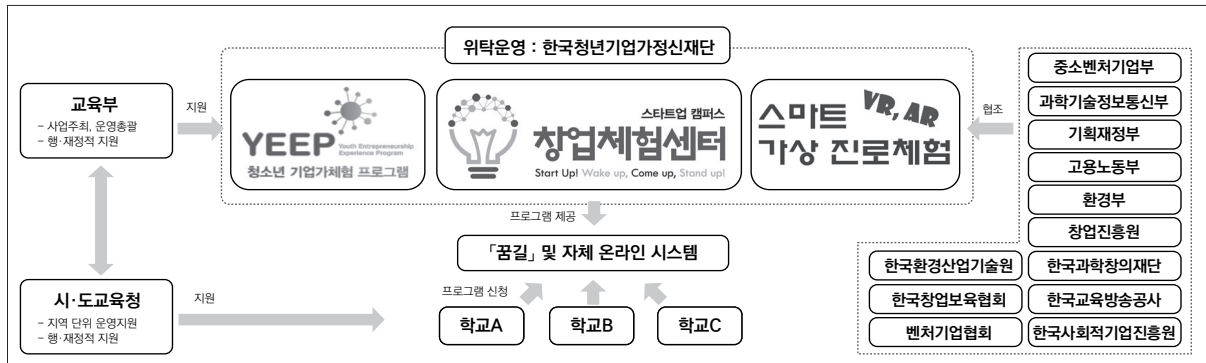 위탁운영 : 한국청년기업가정신재단
교육부
- 사업주최, 운영총괄
- 행·재정적 지원
지원
YEEP Youth Entrepreneurship
Experience Program
청소년 기업가체험 프로그램
스타트업 캠퍼스
창업체험센터
Start Up! Wake up, Come up, Stand up!
스마트 VR, AR
가상 진로체험
협조
중소벤처기업부
과학기술정보통신부
기획재정부
고용노동부
환경부
창업진흥원
한국환경산업기술원
한국과학창의재단
한국창업보육협회
한국교육방송공사
벤처기업협회
한국사회적기업진흥원
프로그램 제공
「꿈길」 및 자체 온라인 시스템
프로그램 신청
학교A
학교B
학교C
시·도교육청
- 지역 단위 운영지원
- 행·재정적 지원
지원